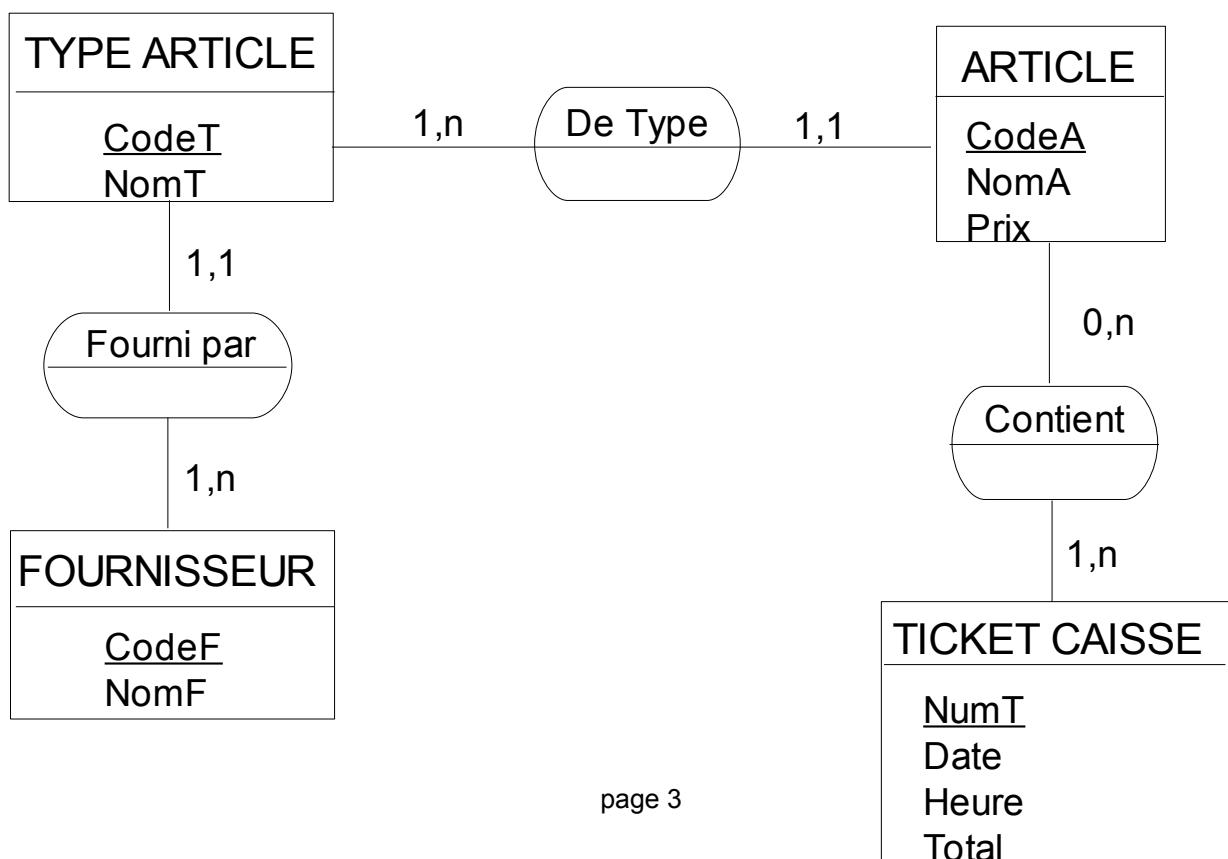 TYPE ARTICLE
CodeT
NomT
1,n
De Type
1,1
ARTICLE
CodeA
NomA
Prix
1,1
Fourni par
1,n
FOURNISSEUR
CodeF
NomF
0,n
Contient
1,n
TICKET CAISSE
NumT
Date
Heure
Total
page 3